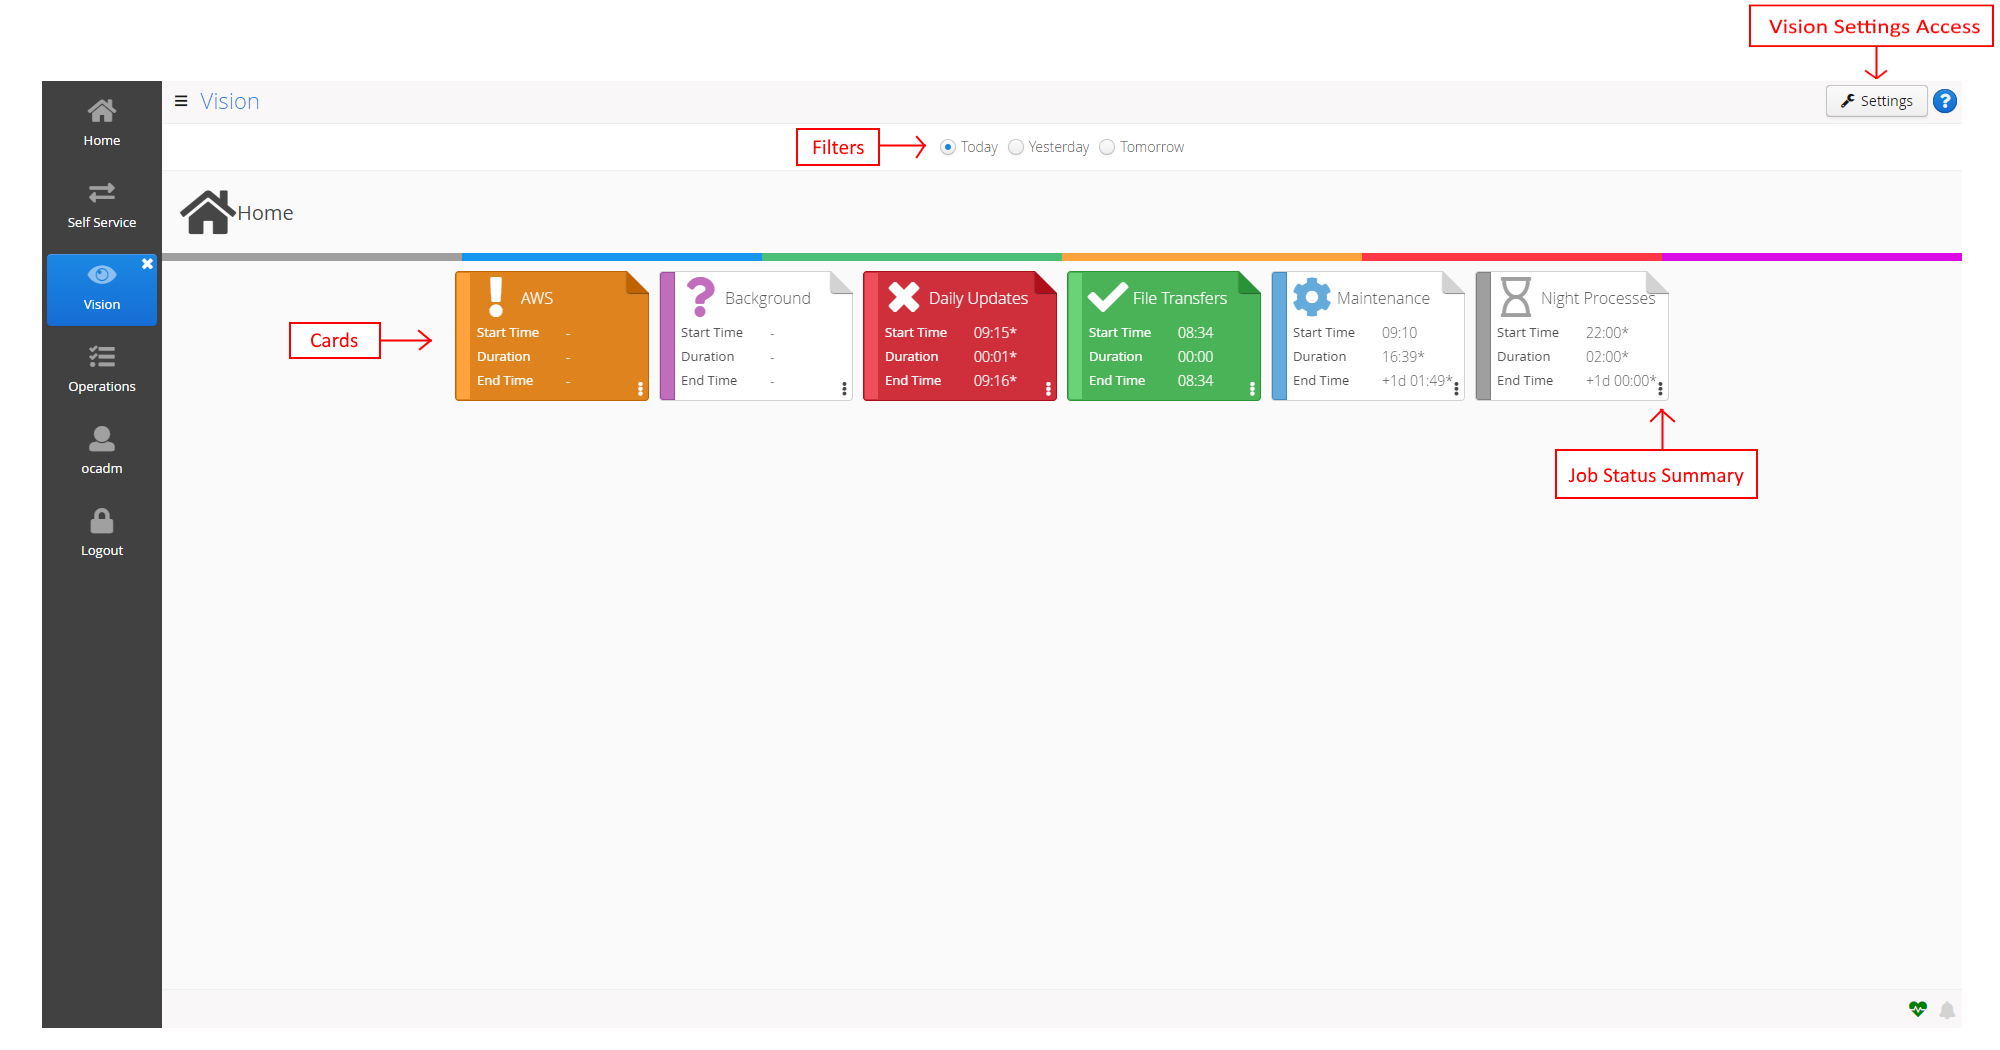 Vision Settings Access
Home
Vision
Settings
?
Filters
Today
Yesterday
Tomorrow
Self Service
Home
Vision
Operations
ocadm
Logout
Cards
AWS
Start Time -
Duration -
End Time -
Background
Start Time -
Duration -
End Time -
Daily Updates
Start Time 09:15*
Duration 00:01*
End Time 09:16*
File Transfers
Start Time 08:34
Duration 00:00
End Time 08:34
Maintenance
Start Time 09:10
Duration 16:39*
End Time +1d 01:49*
Night Processes
Start Time 22:00*
Duration 02:00*
End Time +1d 00:00*
Job Status Summary